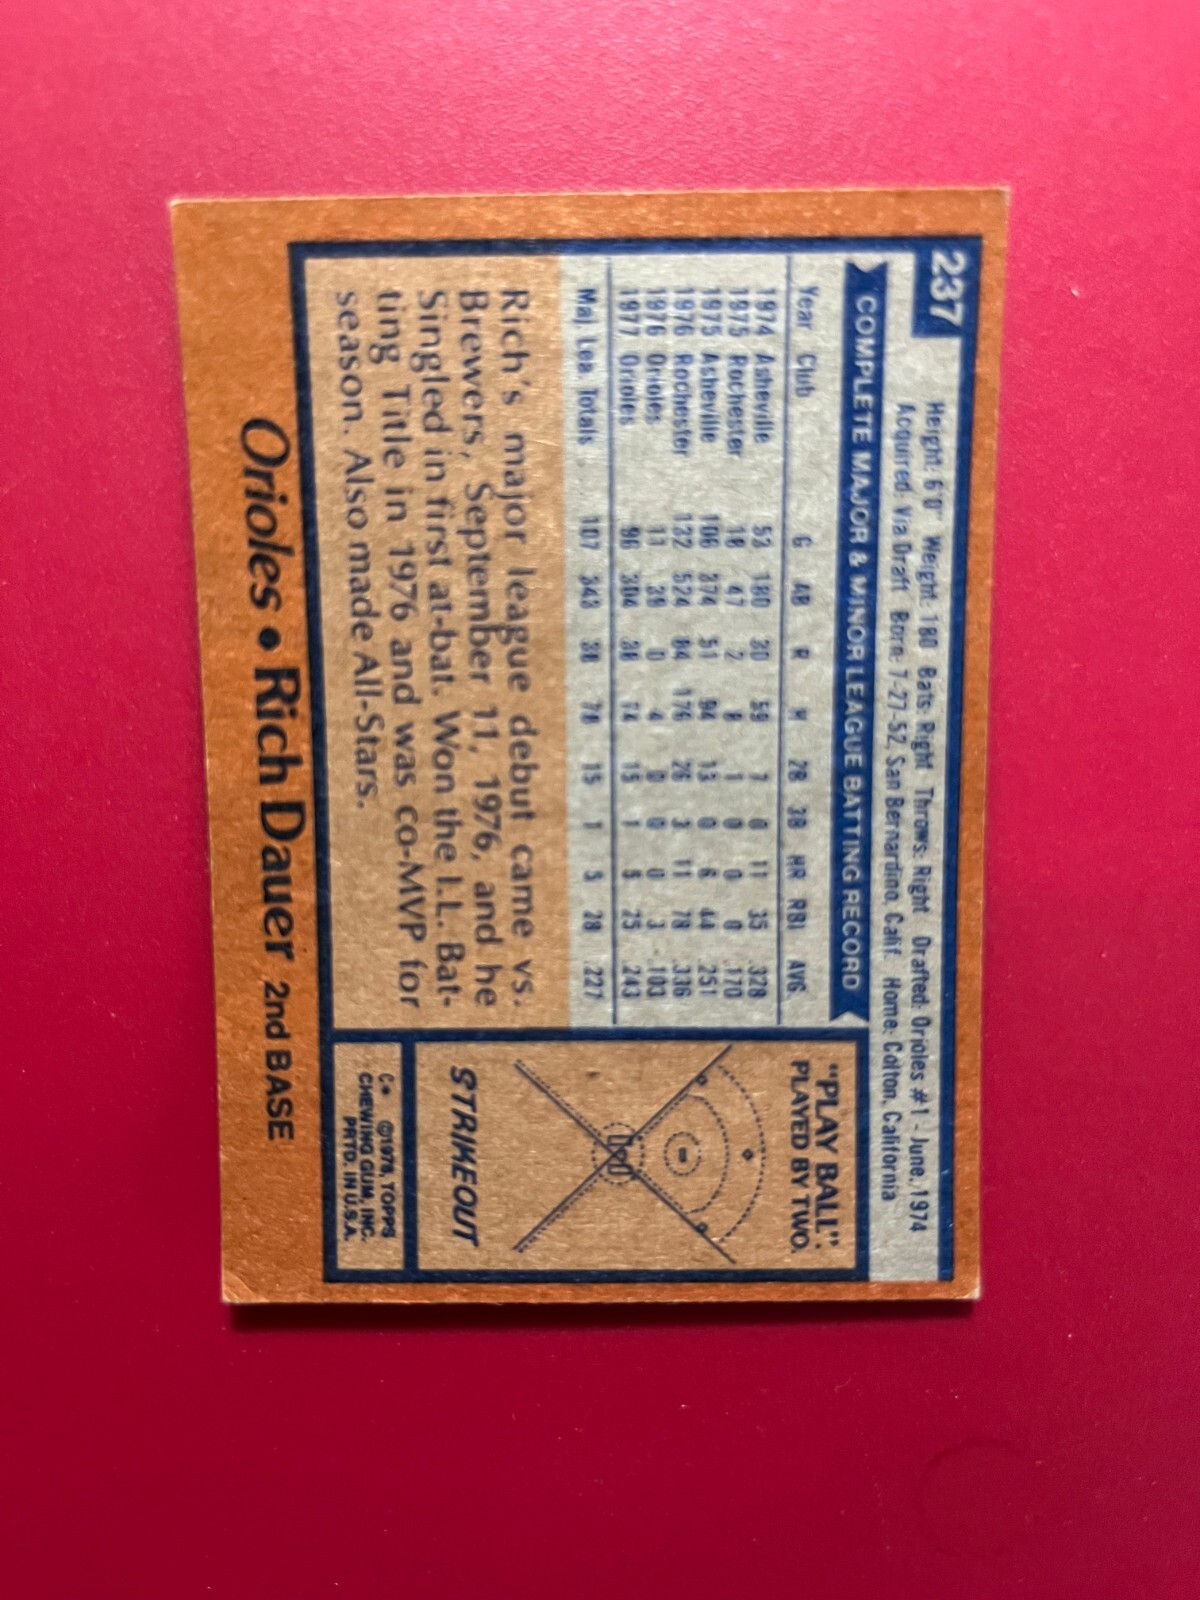 237
Height: 6'0" Weight: 180 Bats: Right Throws: Right Drafted: Orioles #1 - June, 1974
Acquired: Via Draft Born: 7-27-52, San Bernardino, Calif. Home: Colton, California
COMPLETE MAJOR & MINOR LEAGUE BATTING RECORD
Year Club G AB R H 2B 3B HR RBI AVG.
1974 Asheville 53 180 30 59 7 0 11 35 .328
1975 Rochester 18 47 2 8 1 0 0 0 .170
1975 Asheville 106 374 51 94 13 0 6 44 .251
1976 Rochester 132 524 84 176 26 3 11 78 .336
1976 Orioles 11 39 0 4 0 0 0 3 .103
1977 Orioles 96 304 38 74 15 1 5 25 .243
Maj. Lea. Totals 107 343 38 78 15 1 5 28 .227
Rich's major league debut came vs.
Brewers, September 11, 1976, and he
Singled in first at-bat. Won the I.L. Bat-
ting Title in 1976 and was co-MVP for
season. Also made All-Stars.
"PLAY BALL".
PLAYED BY TWO.
STRIKEOUT
C* ©1978, TOPPS
CHEWING GUM, INC.
PRTD. IN U.S.A.
Orioles • Rich Dauer 2nd BASE